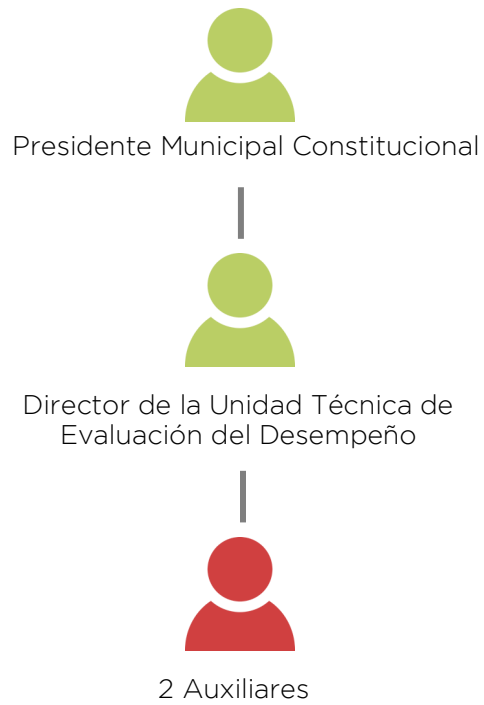 Presidente Municipal Constitucional
Director de la Unidad Técnica de
Evaluación del Desempeño
2 Auxiliares